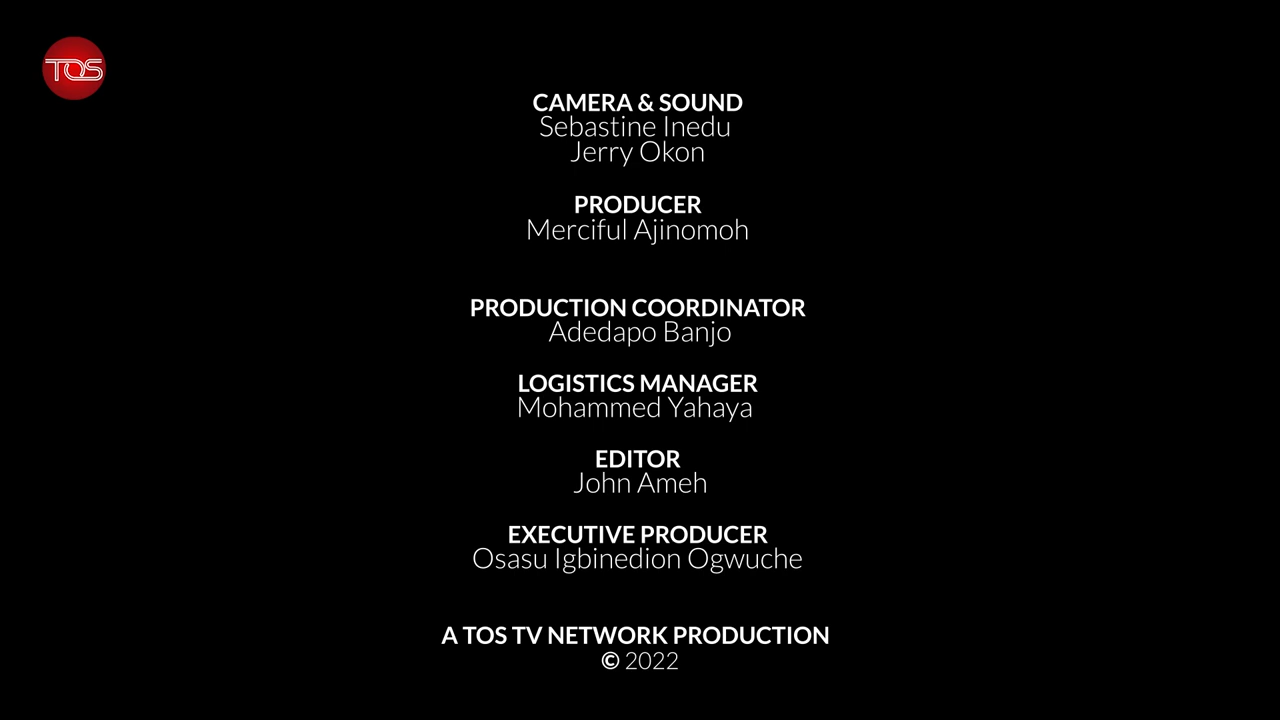 TOS
CAMERA & SOUND
Sebastine Inedu
Jerry Okon
PRODUCER
Merciful Ajinomoh
PRODUCTION COORDINATOR
Adedapo Banjo
LOGISTICS MANAGER
Mohammed Yahaya
EDITOR
John Ameh
EXECUTIVE PRODUCER
Osasu Igbinedion Ogwuche
A TOS TV NETWORK PRODUCTION
© 2022